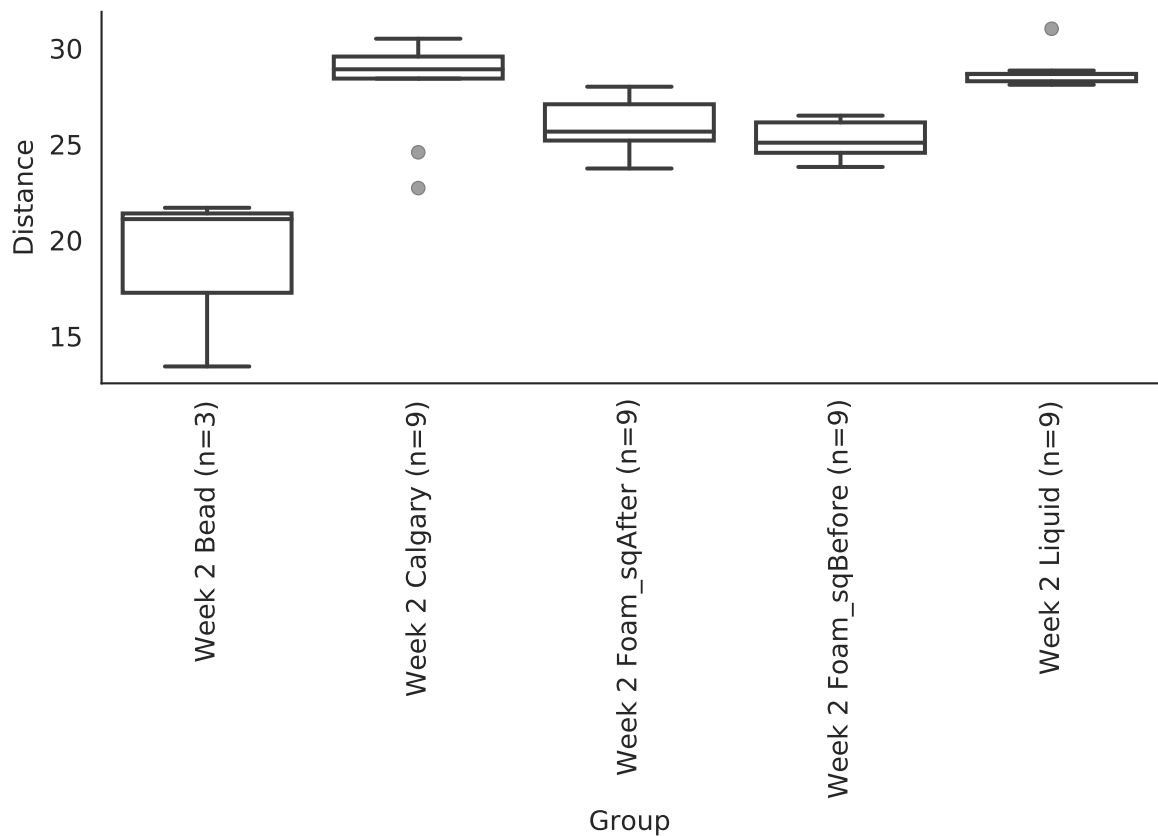 30
25
20
15
Distance
Week 2 Bead (n=3)
Week 2 Calgary (n=9)
Week 2 Foam_sqAfter (n=9)
Week 2 Foam_sqBefore (n=9)
Week 2 Liquid (n=9)
Group